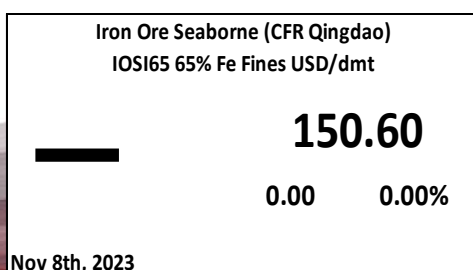 Iron Ore Seaborne (CFR Qingdao)
IOSI65 65% Fe Fines USD/dmt
150.60
0.00 0.00%
Nov 8th, 2023